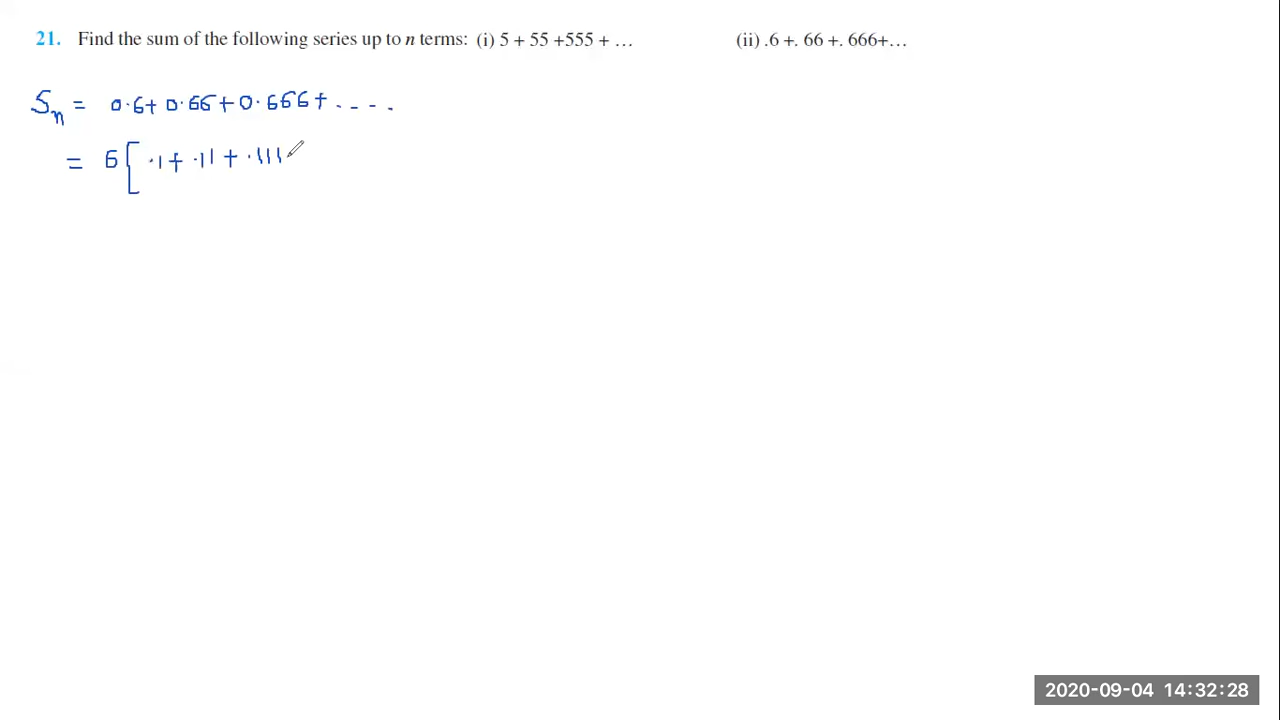 21. Find the sum of the following series up to n terms: (i) 5 + 55 +555 + … (ii) .6 +. 66 +. 666+…
Sn = 0.6+ 0.66+ 0.666+ ....
= 6[ .1+ .11 + .111
2020-09-04 14:32:28